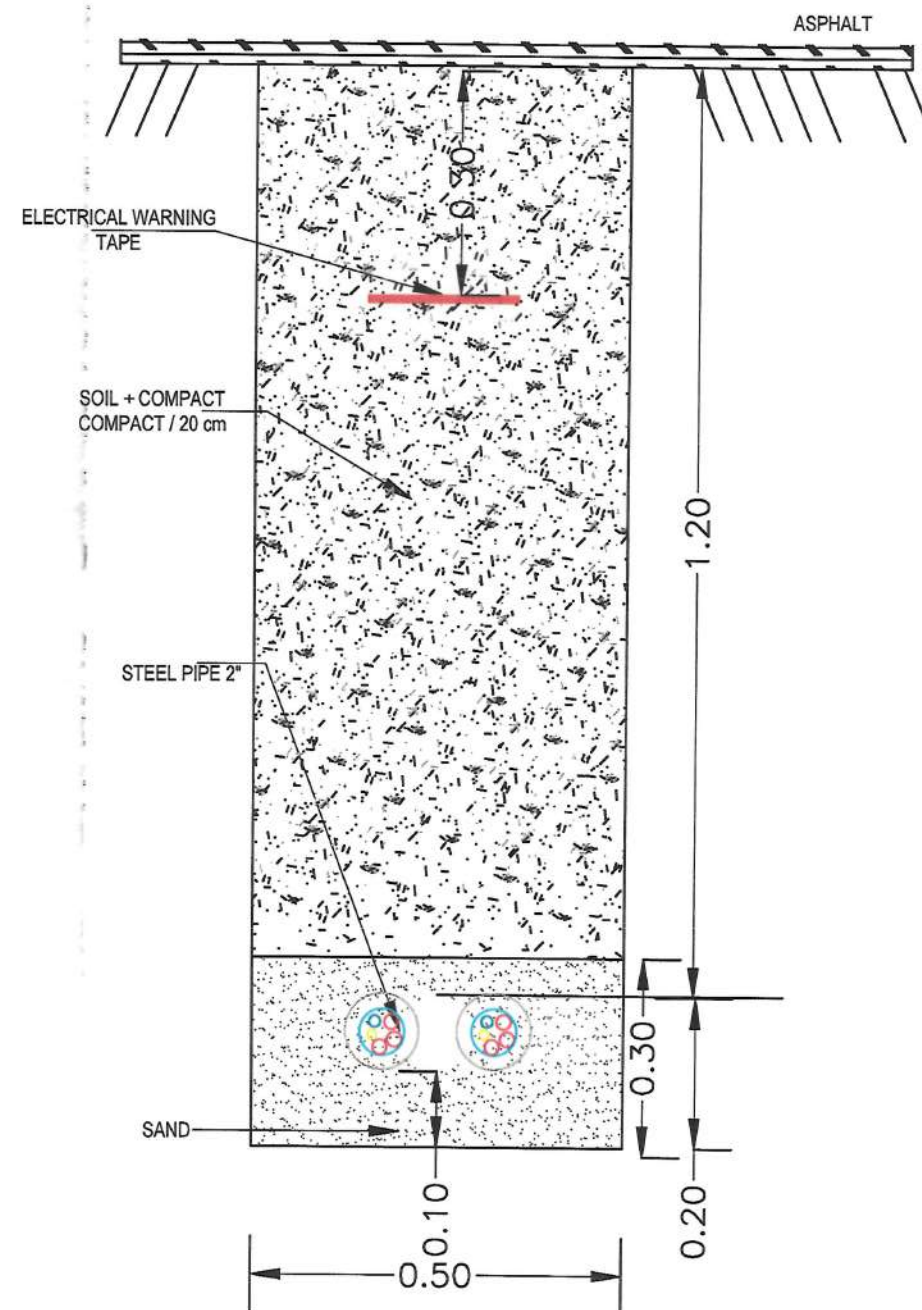 ASPHALT
0.30
ELECTRICAL WARNING
TAPE
SOIL + COMPACT
COMPACT / 20 cm
1.20
STEEL PIPE 2"
0.30
SAND
0.10
0.20
0.50